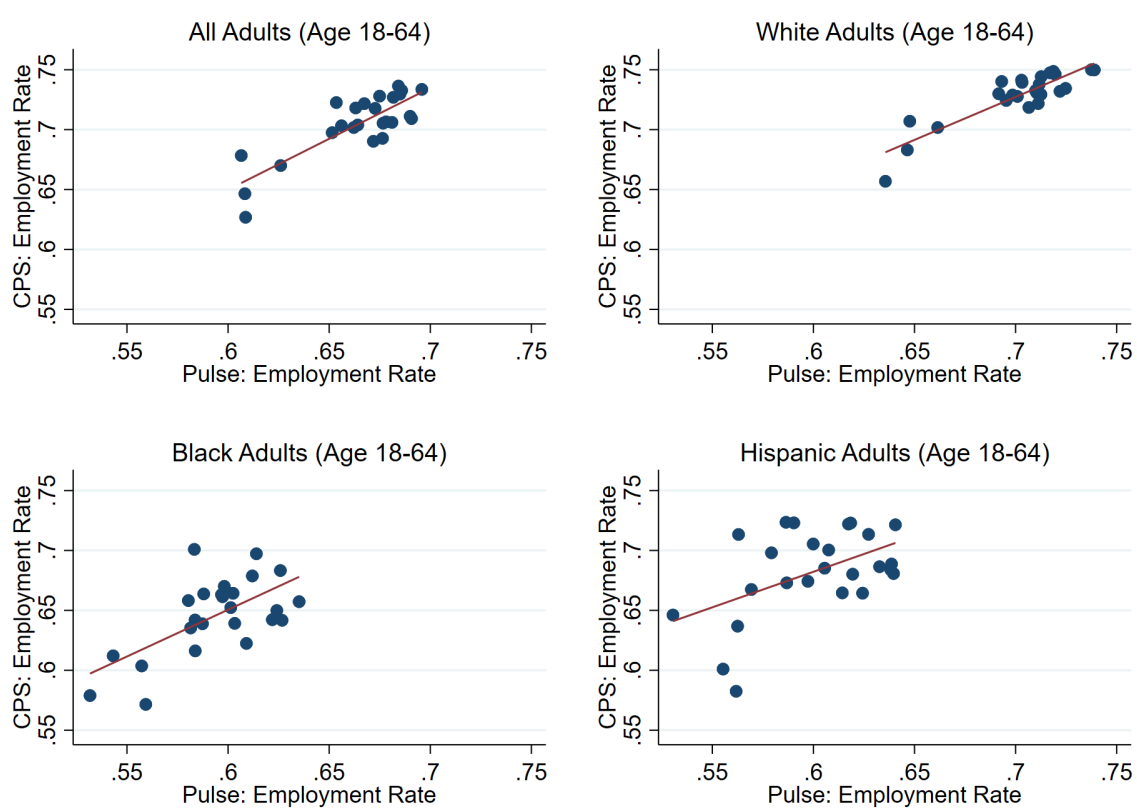 All Adults (Age 18-64)
CPS: Employment Rate
.75
.7
.65
.6
.55
.55 .6 .65 .7 .75
Pulse: Employment Rate
White Adults (Age 18-64)
CPS: Employment Rate
.75
.7
.65
.6
.55
.55 .6 .65 .7 .75
Pulse: Employment Rate
Black Adults (Age 18-64)
CPS: Employment Rate
.75
.7
.65
.6
.55
.55 .6 .65 .7 .75
Pulse: Employment Rate
Hispanic Adults (Age 18-64)
CPS: Employment Rate
.75
.7
.65
.6
.55
.55 .6 .65 .7 .75
Pulse: Employment Rate